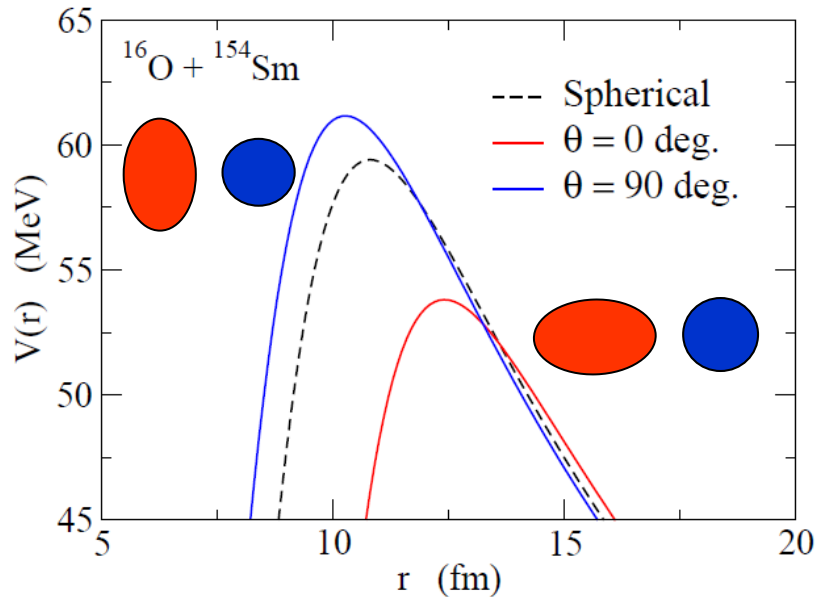 65
60
55
50
45
V(r) (MeV)
¹⁶O + ¹⁵⁴Sm
Spherical
θ = 0 deg.
θ = 90 deg.
5
10
15
20
r (fm)